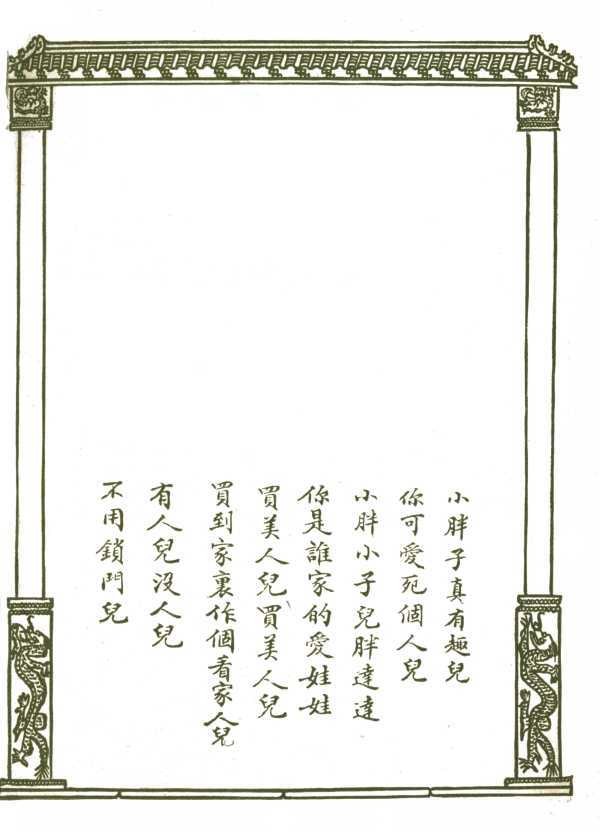 小胖子真有趣兒
你可愛死個人兒
小胖小子兒胖達達
你是誰家的愛娃娃
買美人兒買美人兒
買到家裏作個看家人兒
有人兒沒人兒
不用鎖門兒